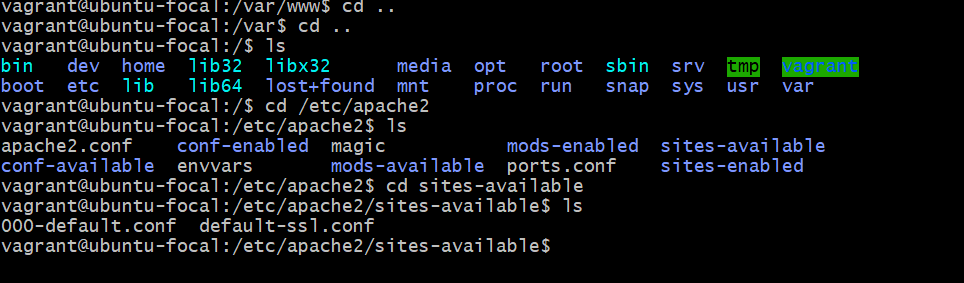 vagrant@ubuntu-focal:/var/www$ cd ..
vagrant@ubuntu-focal:/var$ cd ..
vagrant@ubuntu-focal:/$ ls
bin   dev  home  lib32  libx32      media  opt   root  sbin  srv  tmp  vagrant
boot  etc  lib   lib64  lost+found  mnt    proc  run   snap  sys  usr  var
vagrant@ubuntu-focal:/$ cd /etc/apache2
vagrant@ubuntu-focal:/etc/apache2$ ls
apache2.conf    conf-enabled  magic           mods-enabled  sites-available
conf-available  envvars       mods-available  ports.conf    sites-enabled
vagrant@ubuntu-focal:/etc/apache2$ cd sites-available
vagrant@ubuntu-focal:/etc/apache2/sites-available$ ls
000-default.conf  default-ssl.conf
vagrant@ubuntu-focal:/etc/apache2/sites-available$